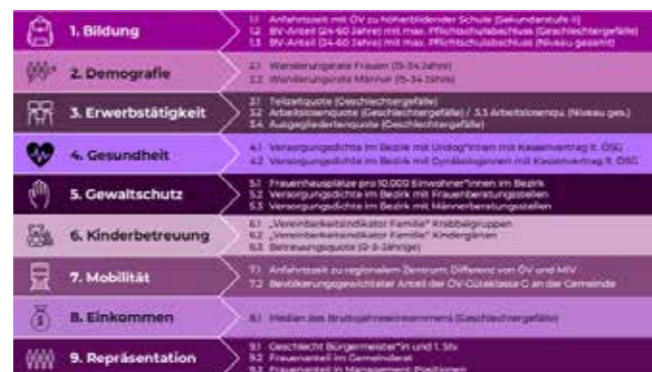 1. Bildung
1.1 Anfahrtszeit mit ÖV zu höherbildender Schule (Sekundarstufe II)
1.2 BV-Anteil (24-60 Jahre) mit max. Pflichtschulabschluss (Geschlechtergefälle)
1.3 BV-Anteil (24-60 Jahre) mit max. Pflichtschulabschluss (Niveau gesamt)
2. Demografie
2.1 Wanderungsrate Frauen (15-34 Jahre)
2.2 Wanderungsrate Männer (15-34 Jahre)
3. Erwerbstätigkeit
3.1 Teilzeitquote (Geschlechtergefälle)
3.2 Arbeitslosenquote (Geschlechtergefälle) / 3.3 Arbeitslosenqu. (Niveau ges.)
3.4 Ausgegliedertenquote (Geschlechtergefälle)
4. Gesundheit
4.1 Versorgungsdichte im Bezirk mit Urolog*innen mit Kassenvertrag lt. ÖSG
4.2 Versorgungsdichte im Bezirk mit Gynäkologinnen mit Kassenvertrag lt. ÖSG
5. Gewaltschutz
5.1 Frauenhausplätze pro 10.000 Einwohner*innen im Bezirk
5.2 Versorgungsdichte im Bezirk mit Frauenberatungsstellen
5.3 Versorgungsdichte im Bezirk mit Männerberatungsstellen
6. Kinderbetreuung
6.1 „Vereinbarkeitsindikator Familie" Krabbelgruppen
6.2 „Vereinbarkeitsindikator Familie" Kindergärten
6.3 Betreuungsquote (0-2-Jährige)
7. Mobilität
7.1 Anfahrtszeit zu regionalem Zentrum: Differenz von ÖV und MIV
7.2 Bevölkerungsgewichteter Anteil der ÖV-Güteklasse G an der Gemeinde
8. Einkommen
8.1 Median des Bruttojahreseinkommens (Geschlechtergefälle)
9. Repräsentation
9.1 Geschlecht Bürgermeister*in und 1. Stv.
9.2 Frauenanteil im Gemeinderat
9.3 Frauenanteil in Management Positionen